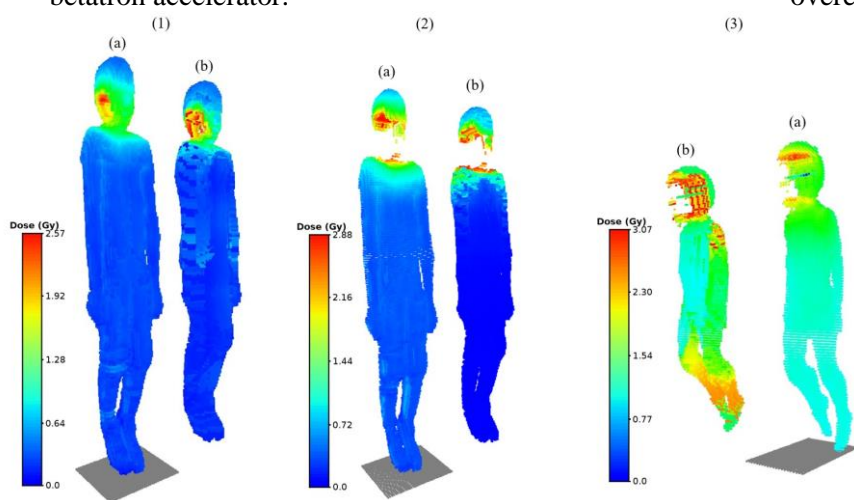 betatron accelerator.
(1)
(2)
(3)
(a)
(b)
(a)
(b)
(b)
(a)
Dose (Gy)
2.57
1.92
1.28
0.64
0.0
Dose (Gy)
2.88
2.16
1.44
0.72
0.0
Dose (Gy)
3.07
2.30
1.54
0.77
0.0